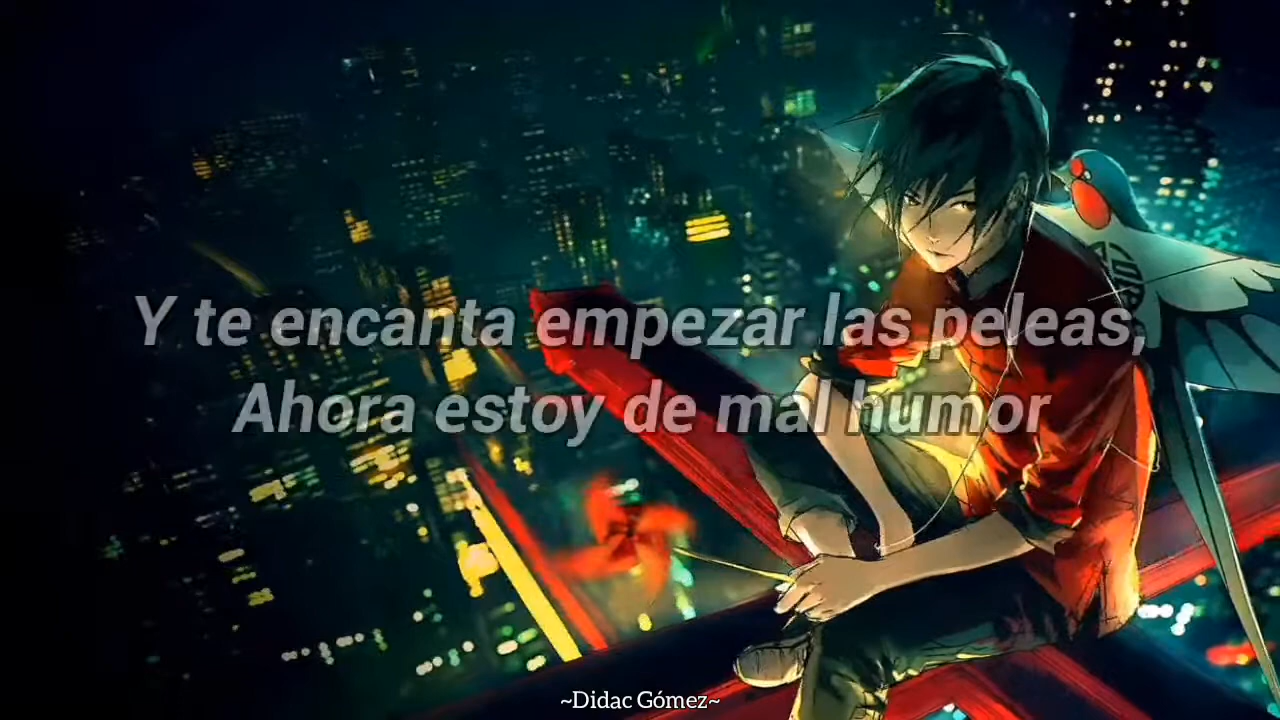 Y te encanta empezar las peleas,
Ahora estoy de mal humor
~Didac Gómez~